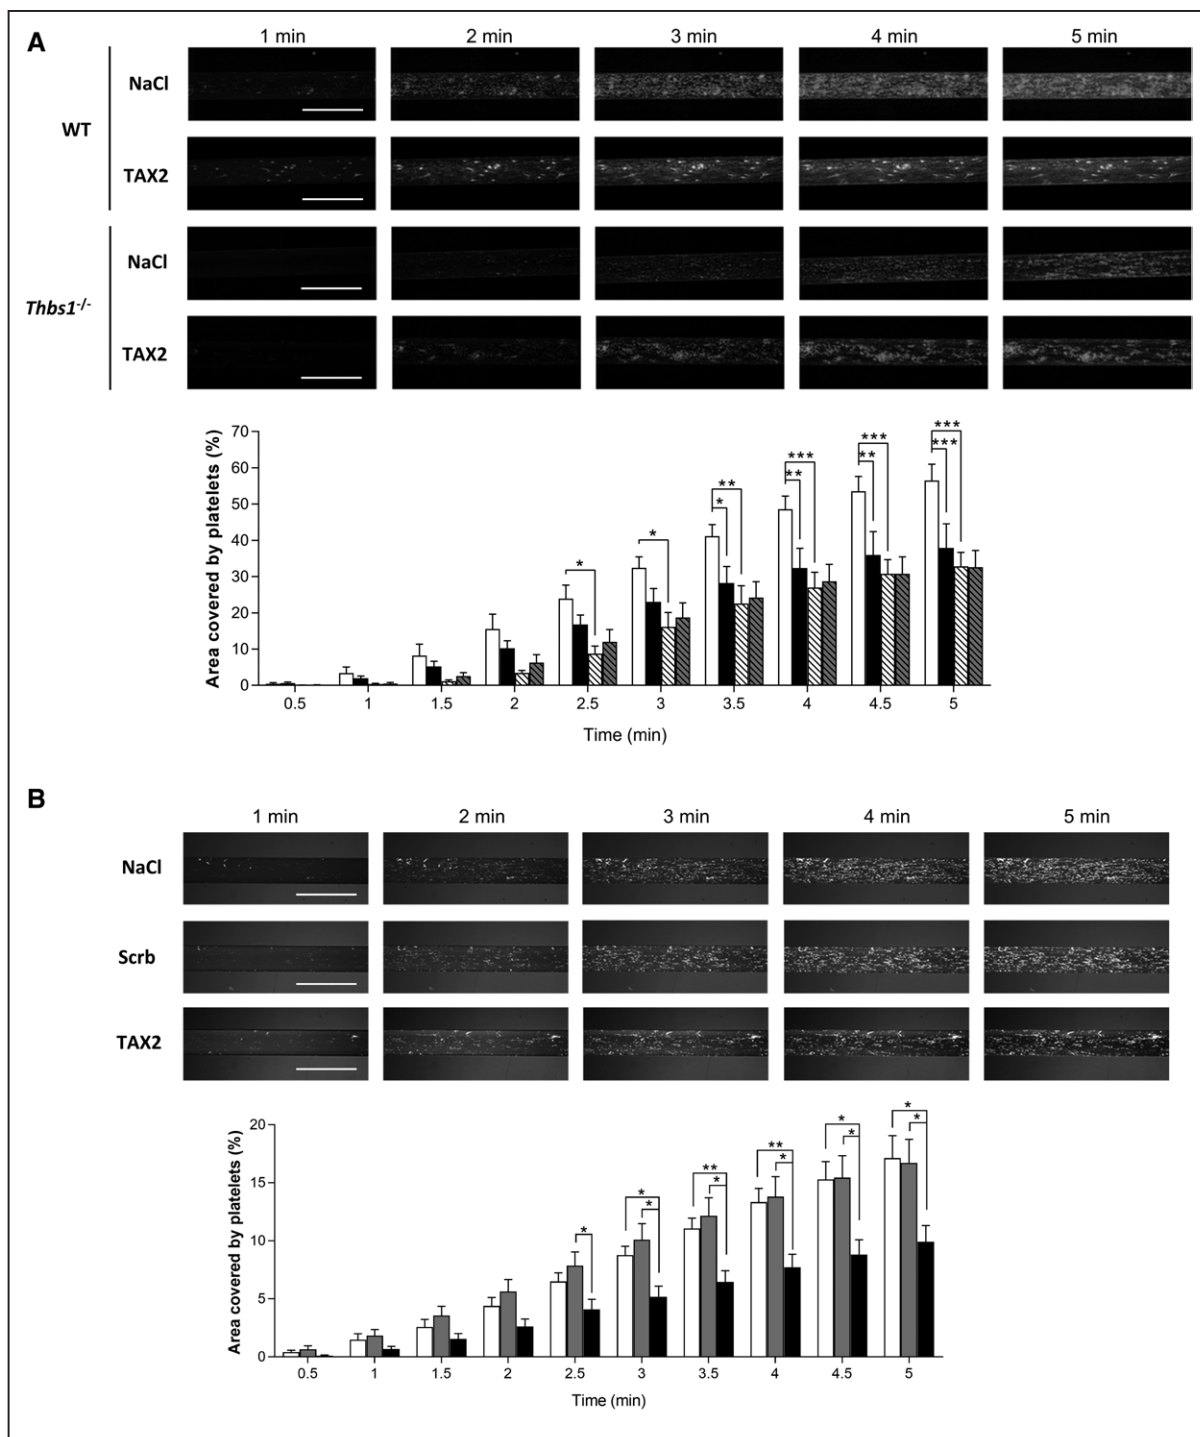 A
1 min 2 min 3 min 4 min 5 min
NaCl
WT
TAX2
NaCl
Thbs1-/-
TAX2
Area covered by platelets (%)
70
60
50
40
30
20
10
0
* * * * ** ** *** ** *** ** *** ***
0.5 1 1.5 2 2.5 3 3.5 4 4.5 5
Time (min)
B
1 min 2 min 3 min 4 min 5 min
NaCl
Scrb
TAX2
Area covered by platelets (%)
20
15
10
5
0
* * * ** * ** * * * * *
0.5 1 1.5 2 2.5 3 3.5 4 4.5 5
Time (min)